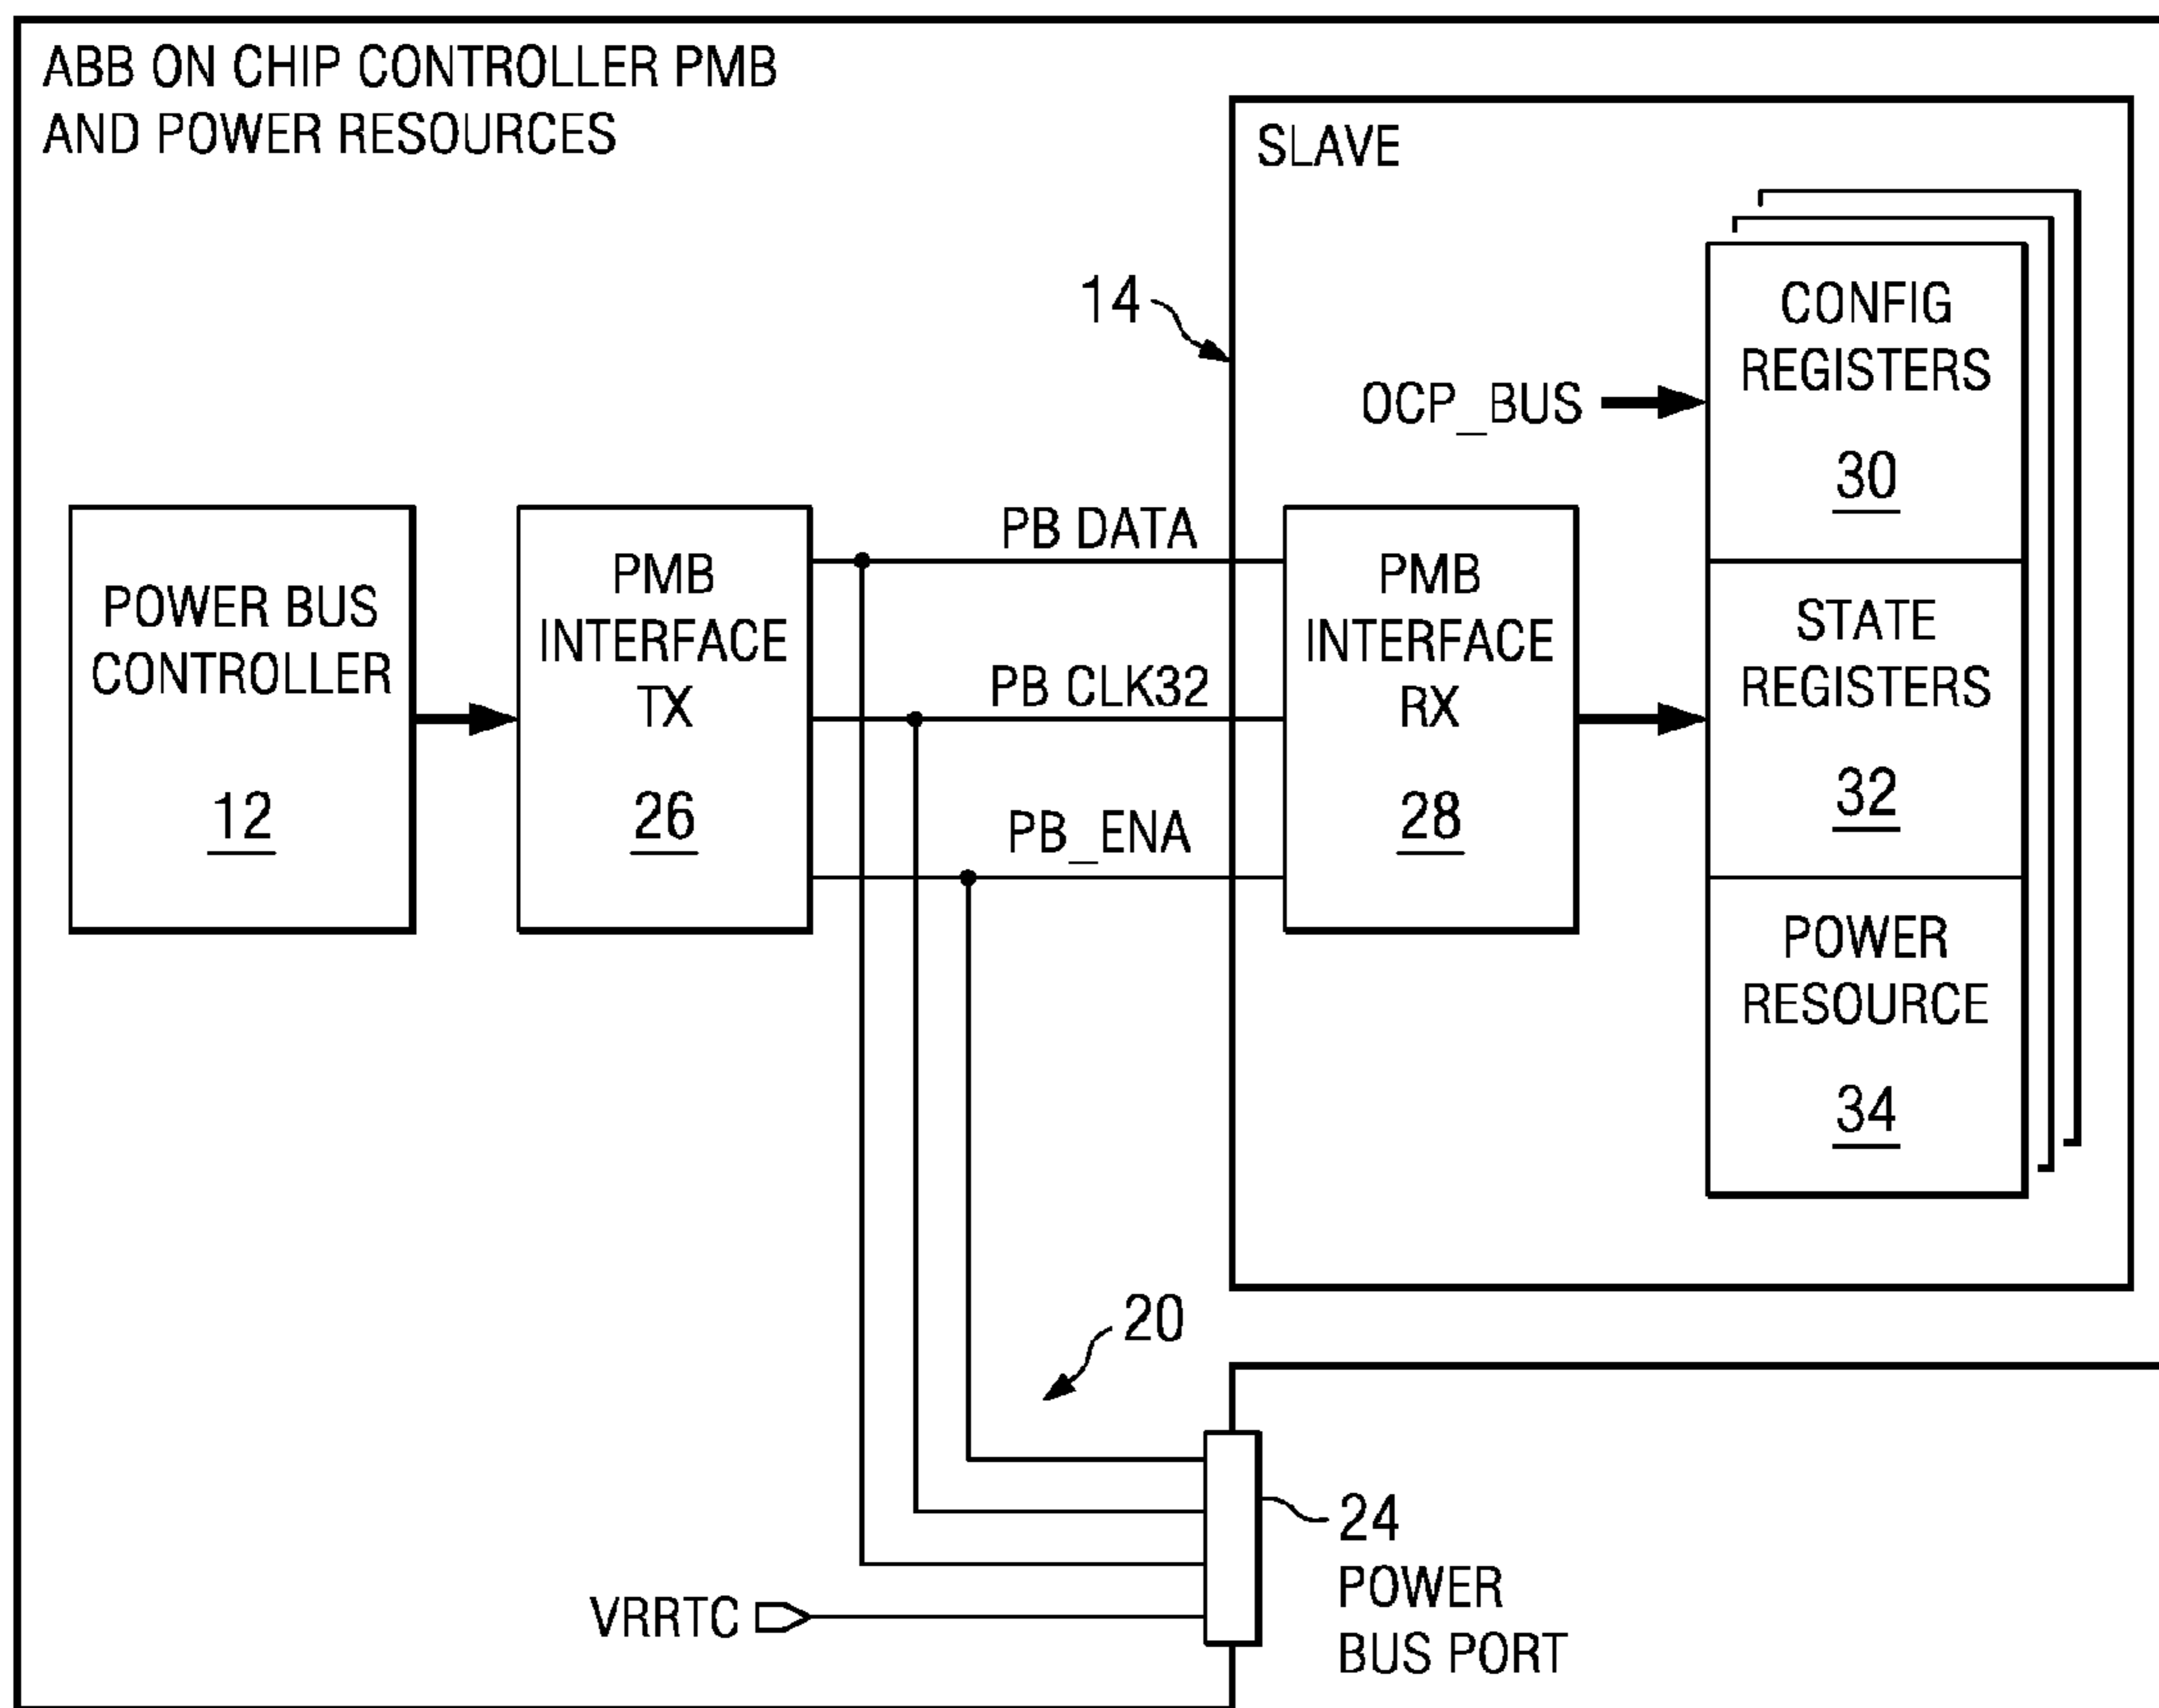 ABB ON CHIP CONTROLLER PMB
AND POWER RESOURCES
SLAVE
14
OCP_BUS
CONFIG
REGISTERS
30
POWER BUS
CONTROLLER
12
PMB
INTERFACE
TX
26
PB DATA
PB CLK32
PB_ENA
PMB
INTERFACE
RX
28
STATE
REGISTERS
32
POWER
RESOURCE
34
20
24
POWER
BUS PORT
VRRTC